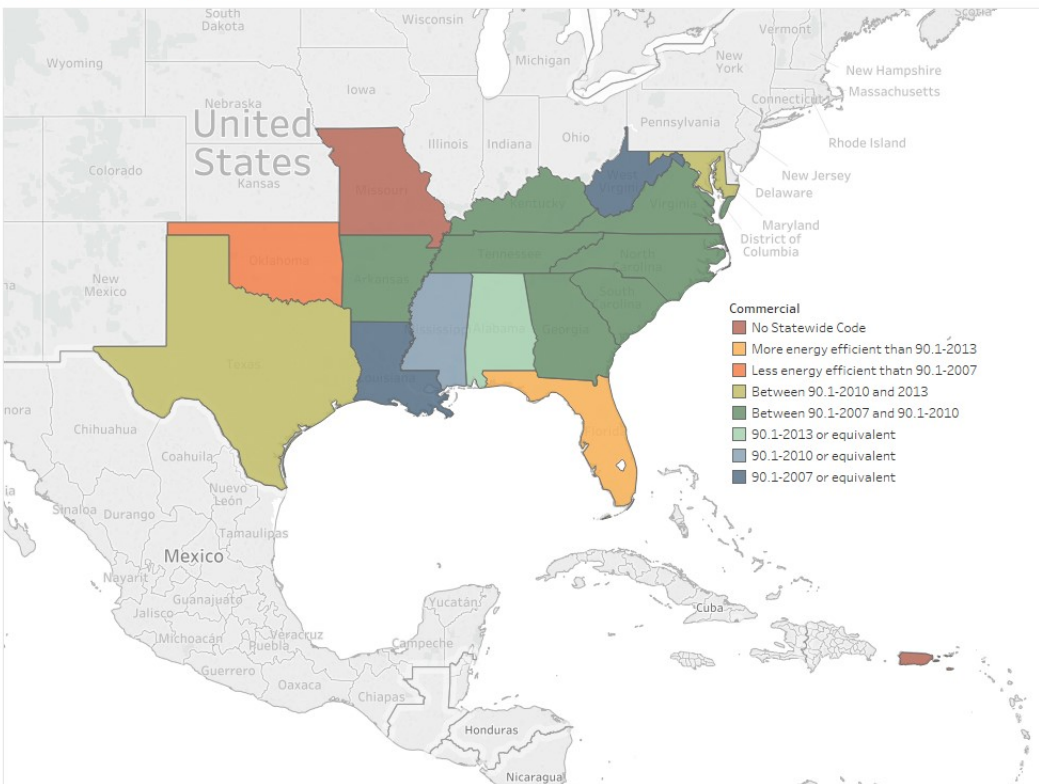 Scotia
South
Dakota
Wisconsin
Vermont
Wyoming
Michigan
New
York
New Hampshire
Massachusetts
Nebraska
Iowa
Connecticut
United
States
Pennsylvania
Illinois
Indiana
Ohio
Rhode Island
Colorado
Kansas
Missouri
West
Virginia
New Jersey
Delaware
Kentucky
Virginia
Maryland
District of
Columbia
Oklahoma
Tennessee
North
Carolina
New
Mexico
Arkansas
South
Carolina
Mississippi
Alabama
Georgia
Texas
Louisiana
Florida
Commercial
No Statewide Code
More energy efficient than 90.1-2013
Less energy efficient thatn 90.1-2007
Between 90.1-2010 and 2013
Between 90.1-2007 and 90.1-2010
90.1-2013 or equivalent
90.1-2010 or equivalent
90.1-2007 or equivalent
nora
Chihuahua
Coahuila
ia
Nuevo
León
Sinaloa
Durango
Tamaulipas
Mexico
Nayarit
Guanajuato
Jalisco
Yucatán
Cuba
Michoacán
Veracruz
Puebla
Campeche
Guerrero
Oaxaca
Chiapas
Honduras
Nicaragua